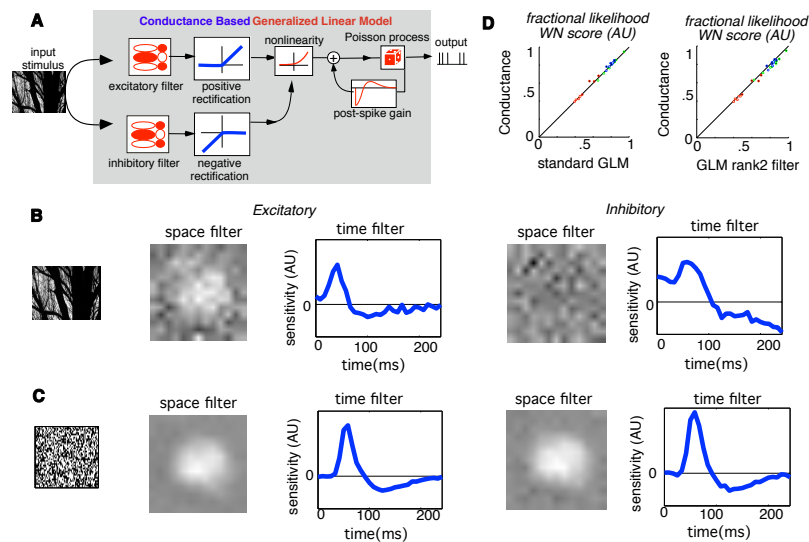 A
Conductance Based Generalized Linear Model
input
stimulus
excitatory filter
positive
rectification
nonlinearity
Poisson process
output
post-spike gain
inhibitory filter
negative
rectification
D
fractional likelihood
WN score (AU)
Conductance
1
.5
0
.5
1
standard GLM
fractional likelihood
WN score (AU)
Conductance
1
.5
0
.5
1
GLM rank2 filter
B
Excitatory
space filter
time filter
sensitivity (AU)
0
0
100
200
time(ms)
Inhibitory
space filter
time filter
sensitivity (AU)
0
0
100
200
time(ms)
C
space filter
time filter
sensitivity (AU)
0
0
100
200
time(ms)
space filter
time filter
sensitivity (AU)
0
0
100
200
time(ms)